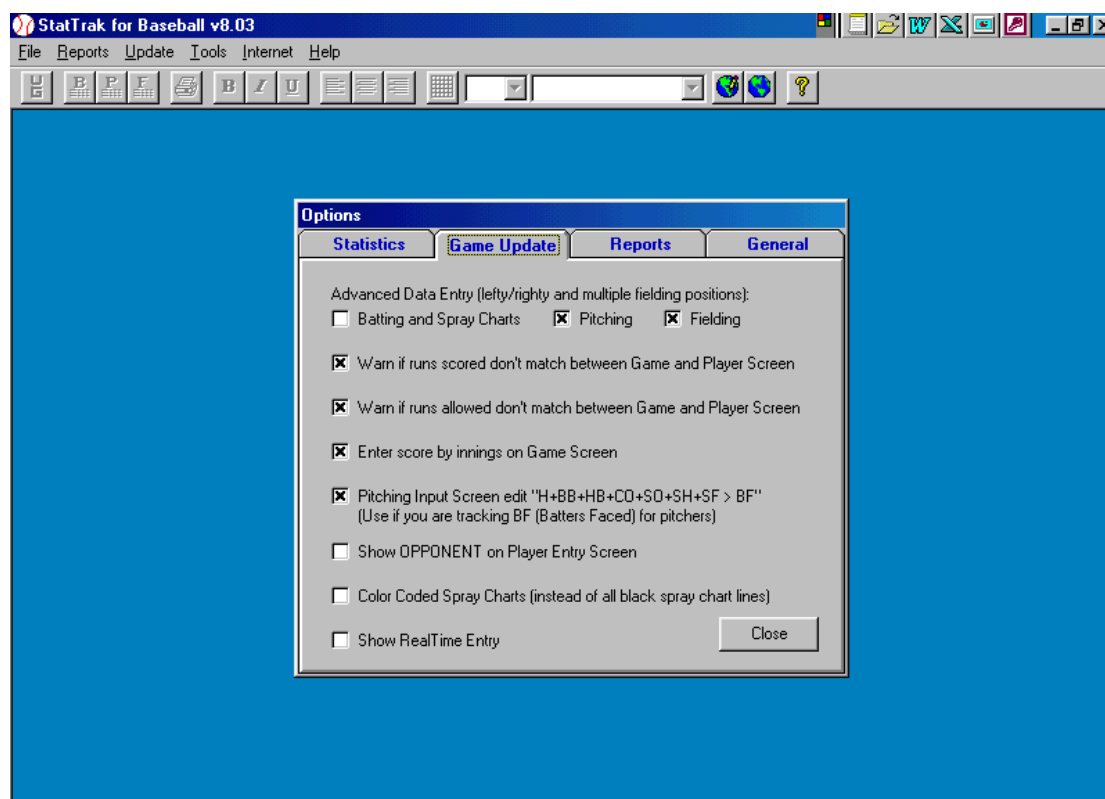 StatTrak for Baseball v8.03
File Reports Update Tools Internet Help
U G B P F B I U
Options
Statistics Game Update Reports General
Advanced Data Entry (lefty/righty and multiple fielding positions):
Batting and Spray Charts Pitching Fielding
Warn if runs scored don't match between Game and Player Screen
Warn if runs allowed don't match between Game and Player Screen
Enter score by innings on Game Screen
Pitching Input Screen edit "H+BB+HB+CO+SO+SH+SF > BF"
(Use if you are tracking BF (Batters Faced) for pitchers)
Show OPPONENT on Player Entry Screen
Color Coded Spray Charts (instead of all black spray chart lines)
Show RealTime Entry
Close